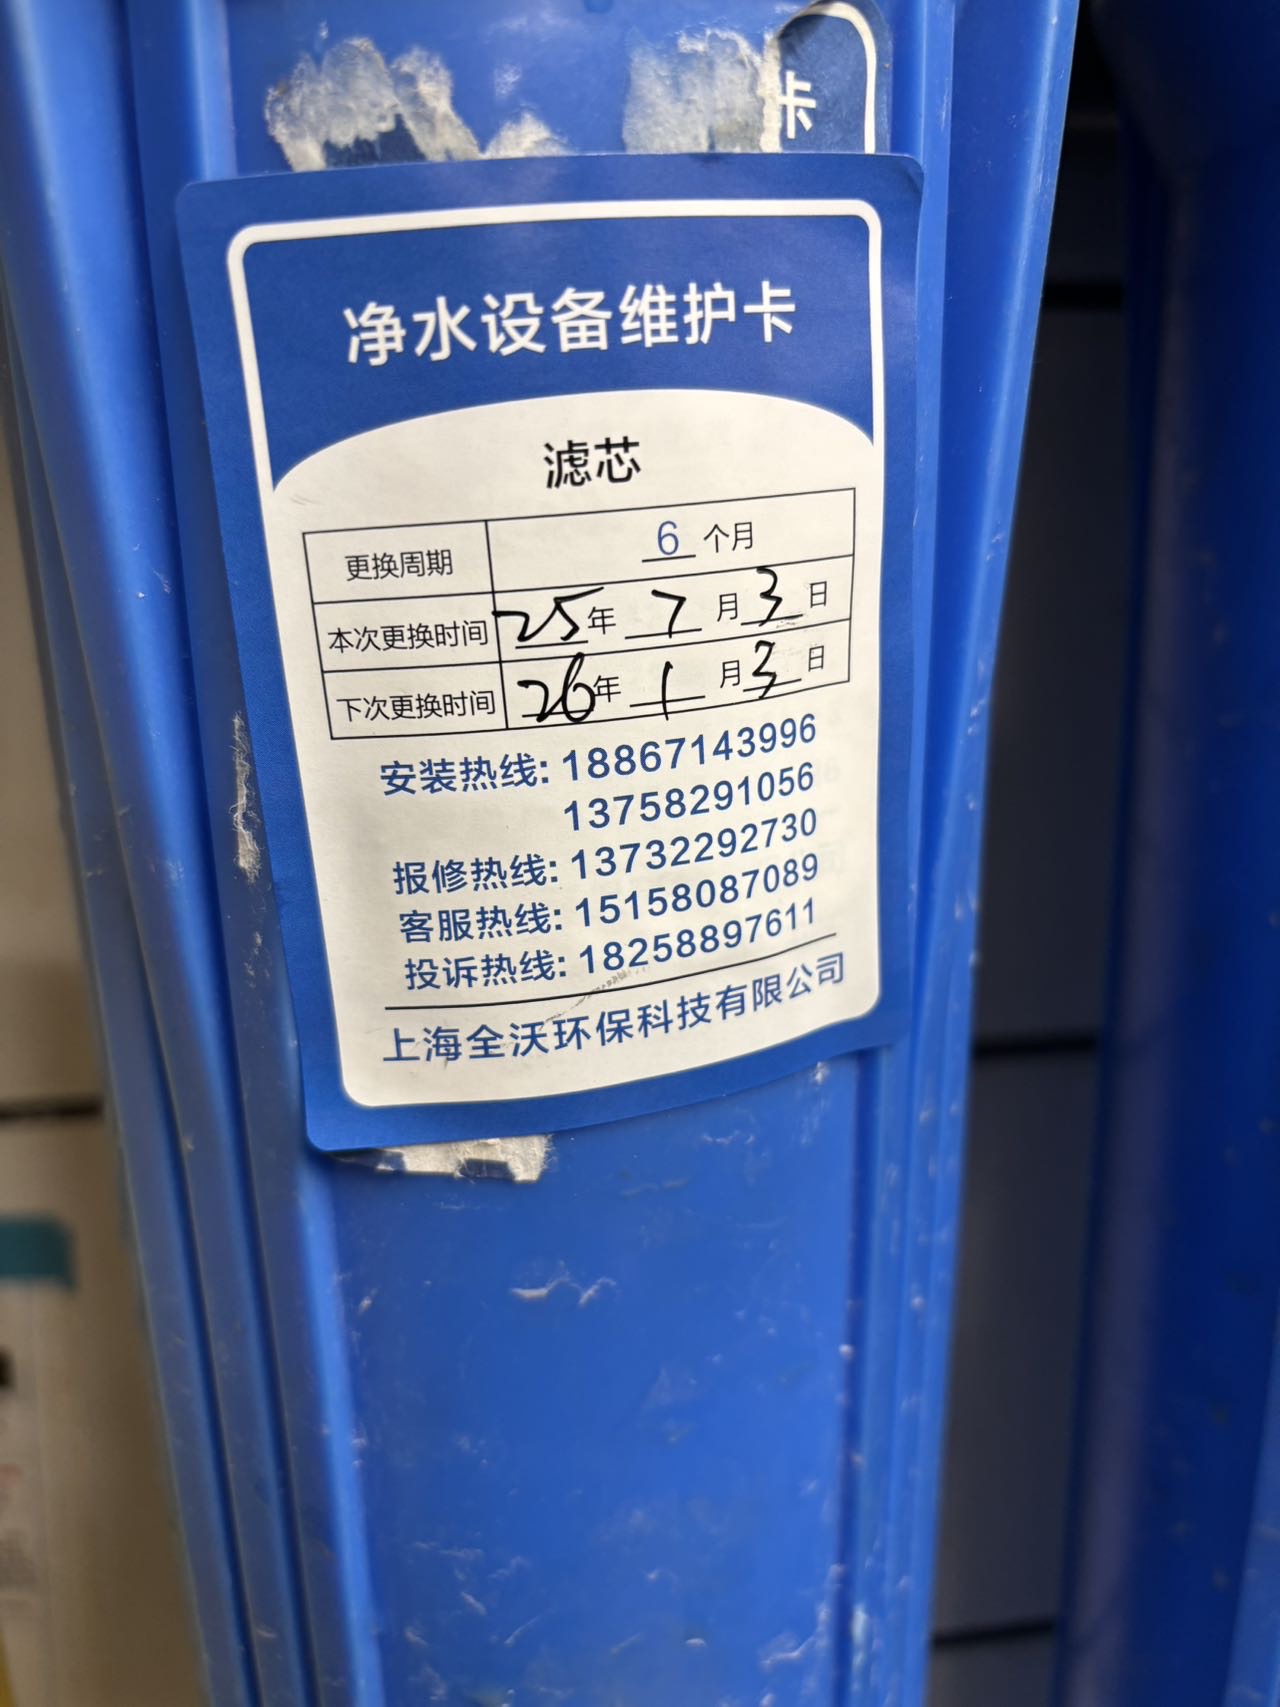 卡
净水设备维护卡
滤芯
更换周期 6 个月
本次更换时间 25年 7 月 3 日
下次更换时间 26年 1 月 3 日
安装热线: 18867143996
13758291056
报修热线: 13732292730
客服热线: 15158087089
投诉热线: 18258897611
上海全沃环保科技有限公司